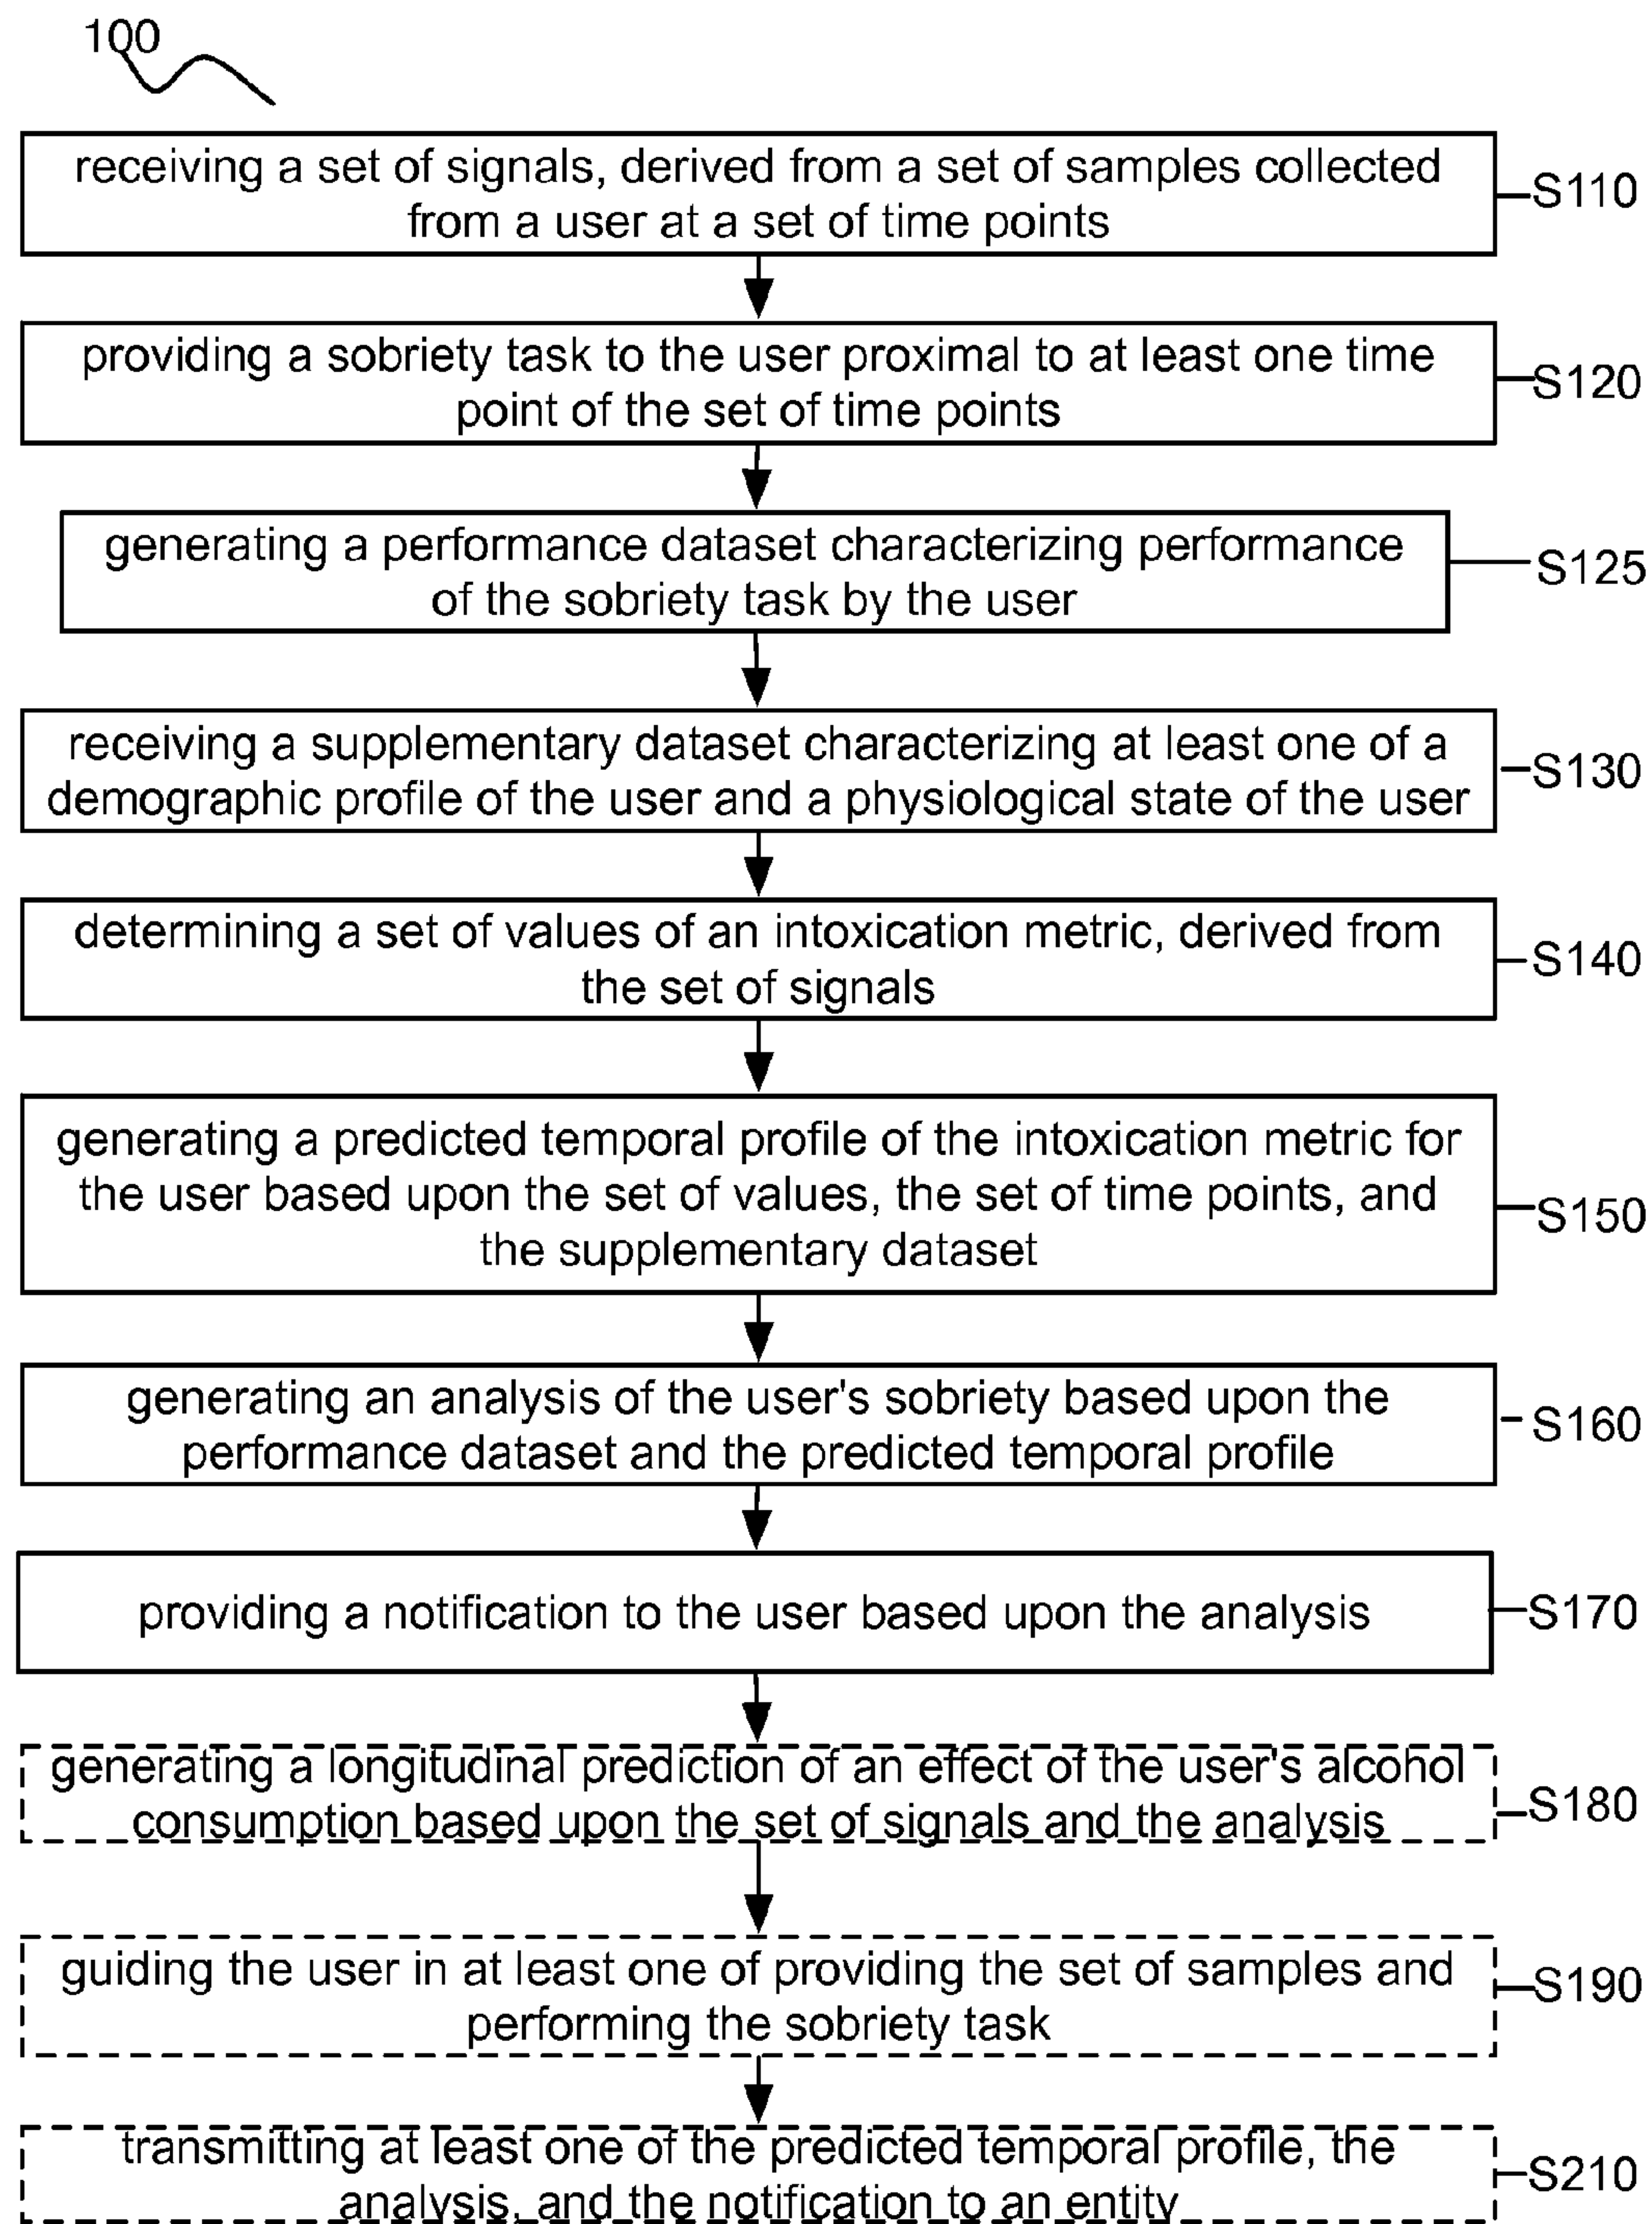 100
receiving a set of signals, derived from a set of samples collected
from a user at a set of time points
S110
providing a sobriety task to the user proximal to at least one time
point of the set of time points
S120
generating a performance dataset characterizing performance
of the sobriety task by the user
S125
receiving a supplementary dataset characterizing at least one of a
demographic profile of the user and a physiological state of the user
S130
determining a set of values of an intoxication metric, derived from
the set of signals
S140
generating a predicted temporal profile of the intoxication metric for
the user based upon the set of values, the set of time points, and
the supplementary dataset
S150
generating an analysis of the user's sobriety based upon the
performance dataset and the predicted temporal profile
S160
providing a notification to the user based upon the analysis
S170
generating a longitudinal prediction of an effect of the user's alcohol
consumption based upon the set of signals and the analysis
S180
guiding the user in at least one of providing the set of samples and
performing the sobriety task
S190
transmitting at least one of the predicted temporal profile, the
analysis, and the notification to an entity
S210